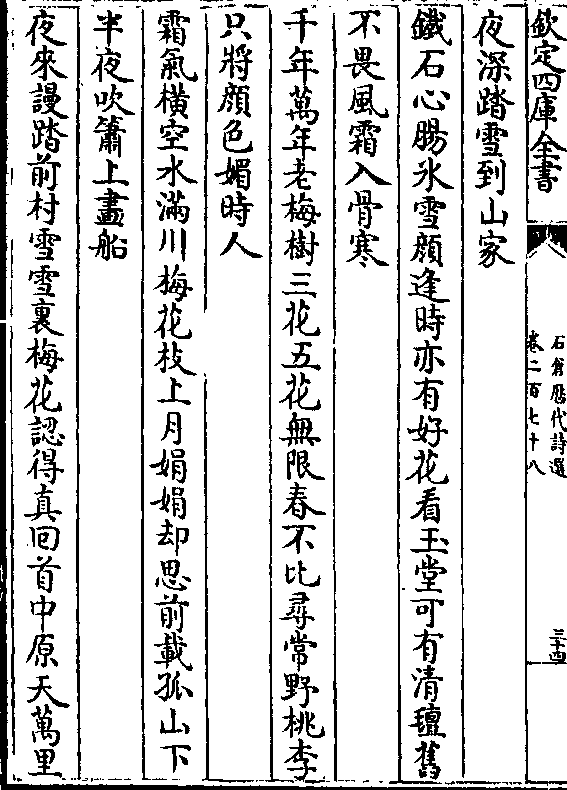 欽定四庫全書
石倉歷代詩選
卷二百七十八
三十四
夜深踏雪到山家
鐵石心腸氷雪顔逢時亦有好花看玉堂可有清氊舊
不畏風霜入骨寒
千年萬年老梅樹三花五花無限春不比尋常野桃李
只將顔色媚時人
霜氣橫空水滿川梅花枝上月娟娟却思前載孤山下
半夜吹簫上畫船
夜來謾踏前村雪雪裏梅花認得真回首中原天萬里